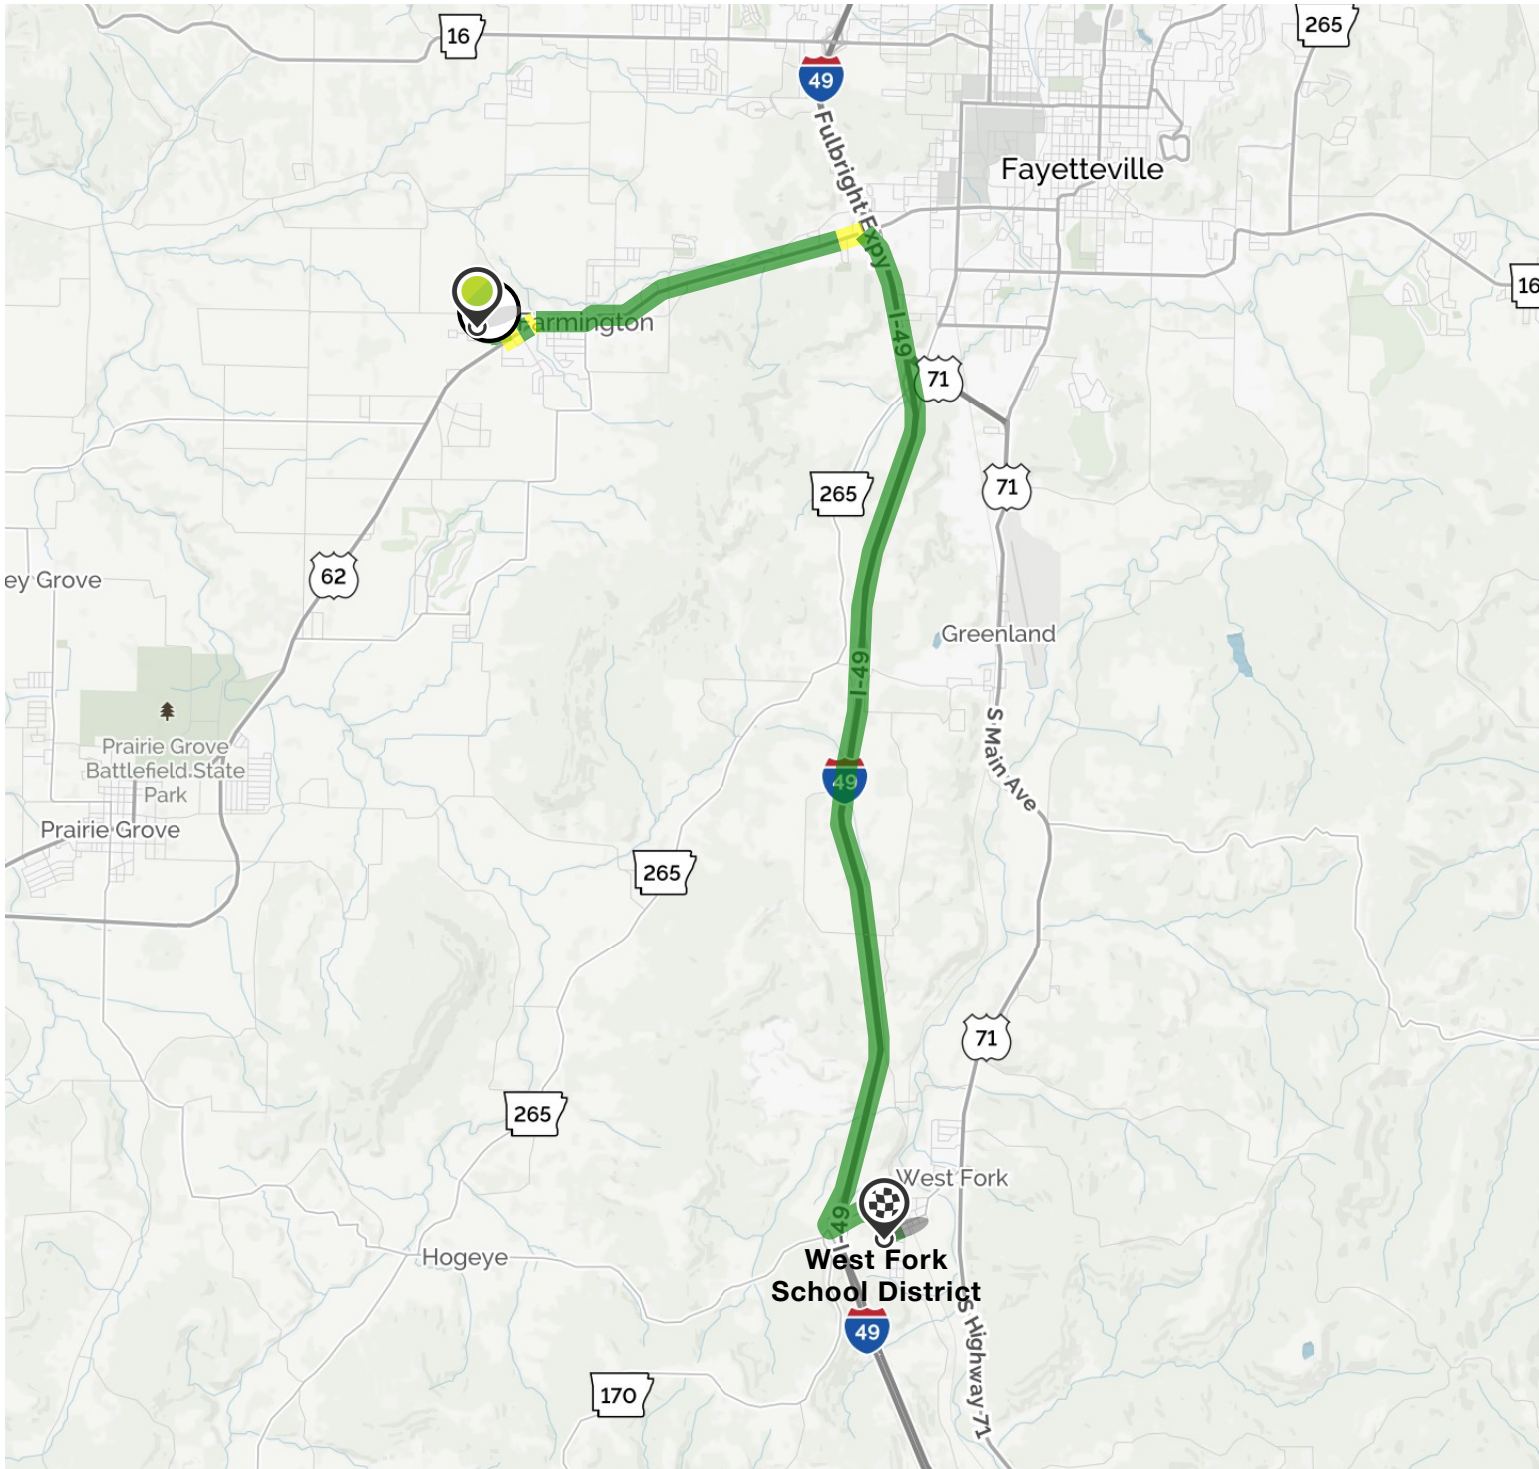 16
265
49
Fulbright Expy
Fayetteville
16
Farmington
I-49
71
265
71
62
ey Grove
Greenland
I-49
S Main Ave
Prairie Grove
Battlefield State
Park
49
Prairie Grove
265
71
265
West Fork
I-49
Hogeye
West Fork
School District
49
S Highway 71
170